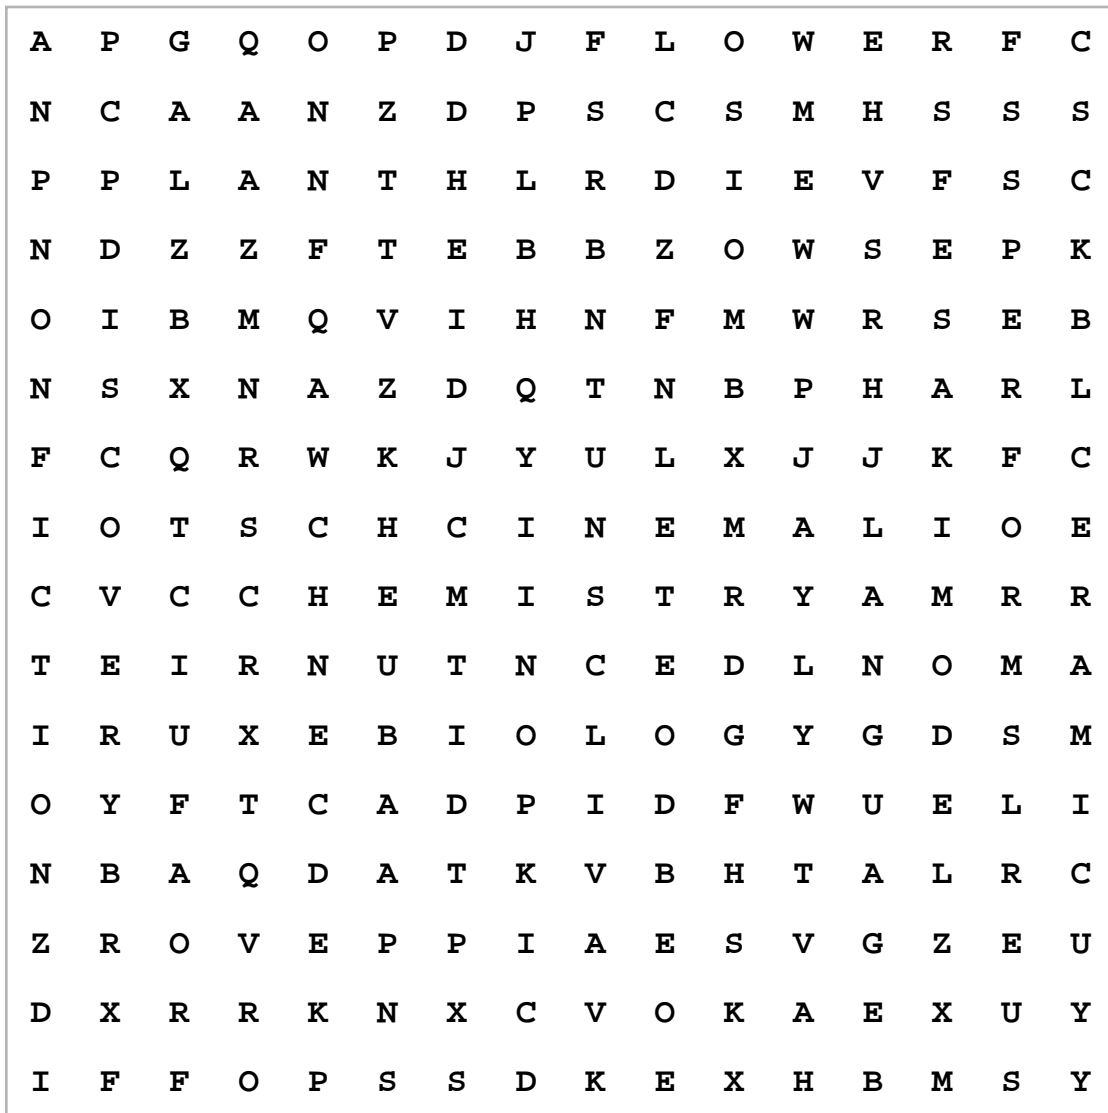 A P G Q O P D J F L O W E R F C
N C A A N Z D P S C S M H S S S
P P L A N T H L R D I E V F S C
N D Z Z F T E B B Z O W S E P K
O I B M Q V I H N F M W R S E B
N S X N A Z D Q T N B P H A R L
F C Q R W K J Y U L X J J K F C
I O T S C H C I N E M A L I O E
C V C C H E M I S T R Y A M R R
T E I R N U T N C E D L N O M A
I R U X E B I O L O G Y G D S M
O Y F T C A D P I D F W U E L I
N B A Q D A T K V B H T A L R C
Z R O V E P P I A E S V G Z E U
D X R R K N X C V O K A E X U Y
I F F O P S S D K E X H B M S Y